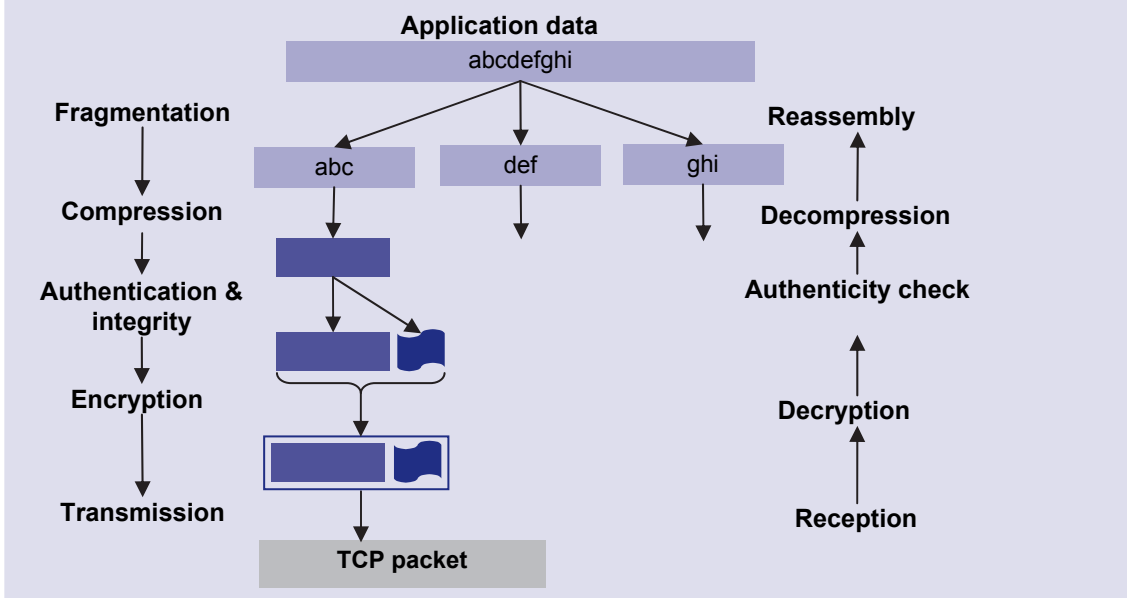 Application data
abcdefghi
Fragmentation
Reassembly
abc
def
ghi
Compression
Decompression
Authentication &
integrity
Authenticity check
Encryption
Decryption
Transmission
Reception
TCP packet